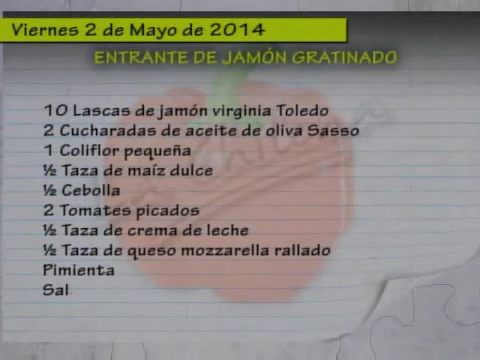 Viernes 2 de Mayo de 2014
ENTRANTE DE JAMÓN GRATINADO
10 Lascas de jamón virginia Toledo
2 Cucharadas de aceite de oliva Sasso
1 Coliflor pequeña
½ Taza de maíz dulce
½ Cebolla
2 Tomates picados
½ Taza de crema de leche
½ Taza de queso mozzarella rallado
Pimienta
Sal